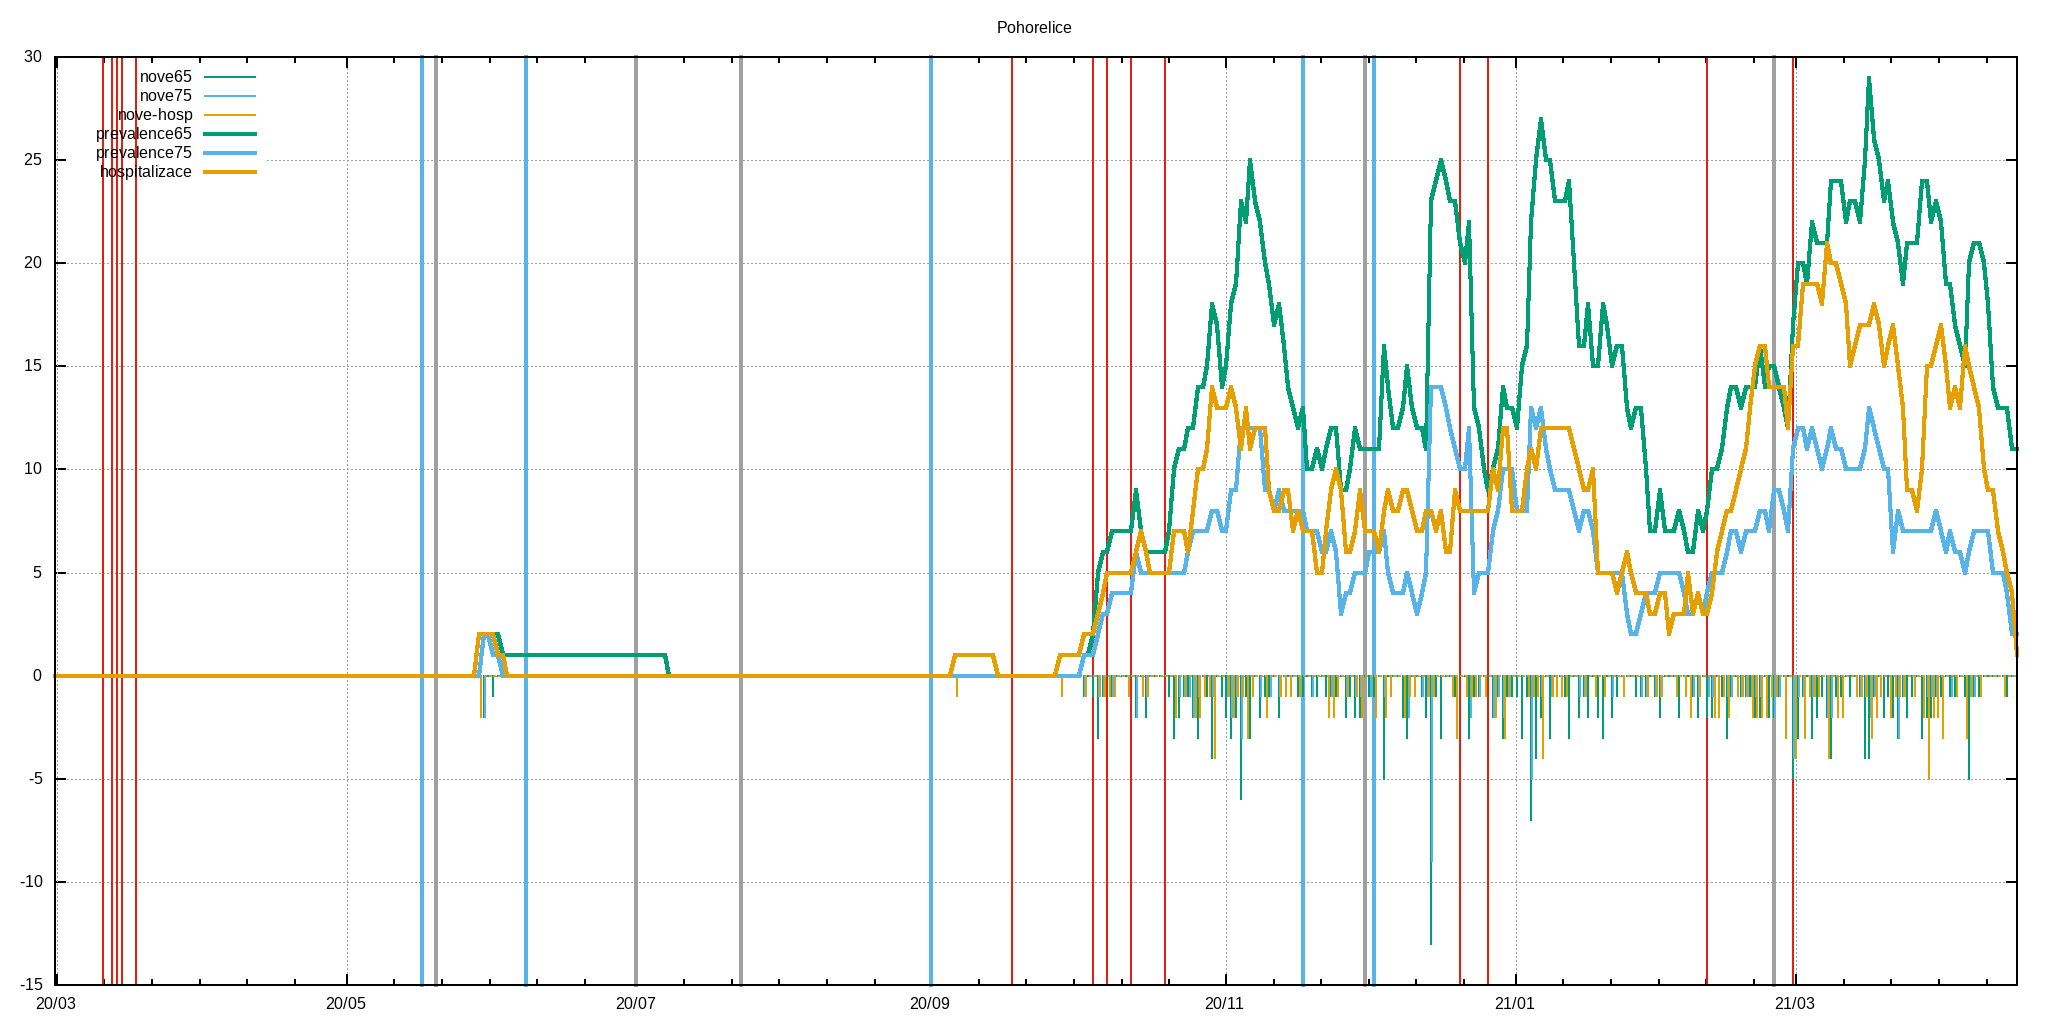 Pohorelice
nove65
nove75
nove-hosp
prevalence65
prevalence75
hospitalizace
30
25
20
15
10
5
0
-5
-10
-15
20/03 20/05 20/07 20/09 20/11 21/01 21/03